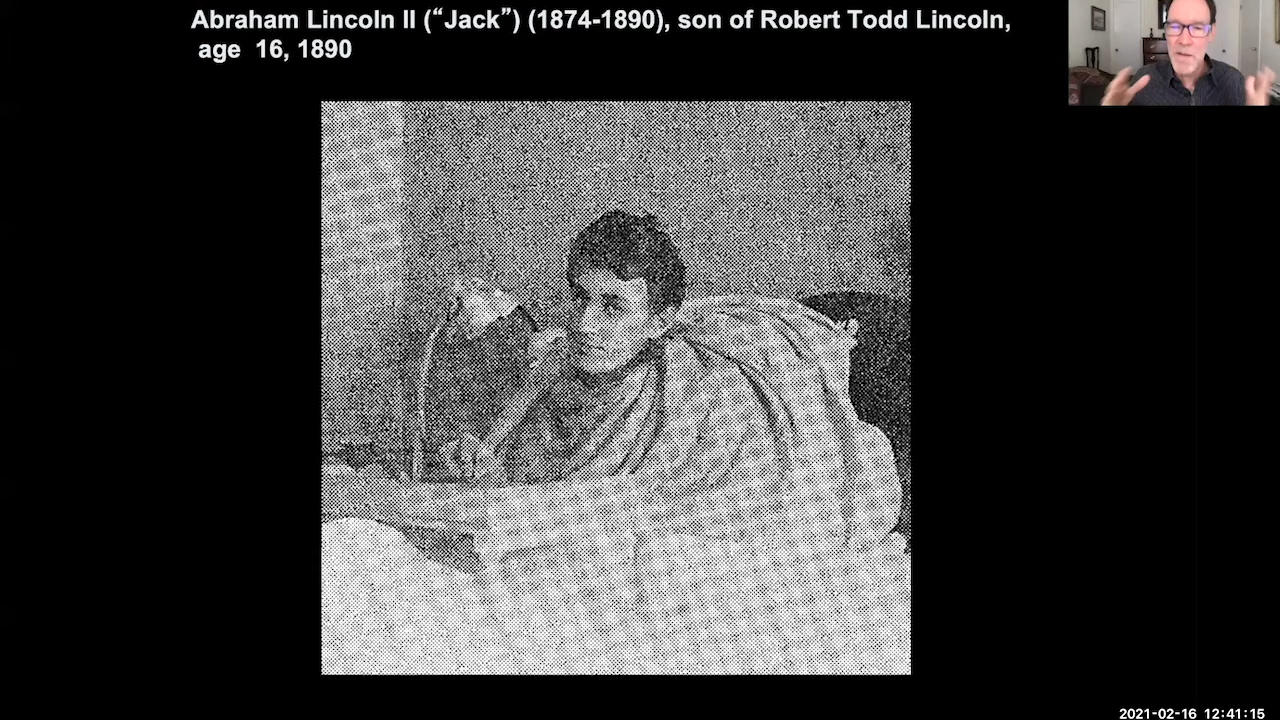 Abraham Lincoln II (“Jack”) (1874-1890), son of Robert Todd Lincoln,
age 16, 1890
2021-02-16 12:41:15